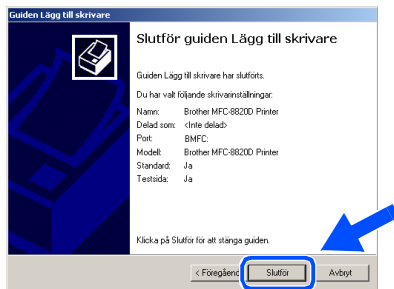 Guiden Lägg till skrivare
Slutför guiden Lägg till skrivare
Guiden Lägg till skrivare har slutförts.
Du har valt följande skrivarinställningar:
Namn: Brother MFC-8820D Printer
Delad som: <Inte delad>
Port: BMFC:
Modell: Brother MFC-8820D Printer
Standard: Ja
Testsida: Ja
Klicka på Slutför för att stänga guiden.
< Föregåend Slutför Avbryt